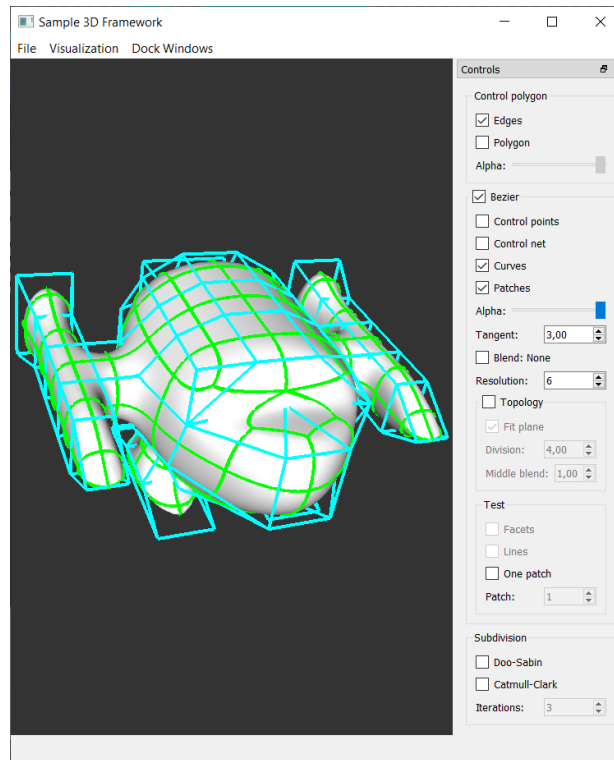 Sample 3D Framework
File Visualization Dock Windows
Controls
Control polygon
Edges
Polygon
Alpha:
Bezier
Control points
Control net
Curves
Patches
Alpha:
Tangent: 3,00
Blend: None
Resolution: 6
Topology
Fit plane
Division: 4,00
Middle blend: 1,00
Test
Facets
Lines
One patch
Patch: 1
Subdivision
Doo-Sabin
Catmull-Clark
Iterations: 3